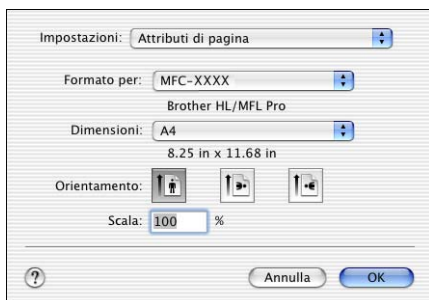 Impostazioni: Attributi di pagina
Formato per: MFC-XXXX
Brother HL/MFL Pro
Dimensioni: A4
8.25 in x 11.68 in
Orientamento:
Scala: 100 %
? Annulla OK